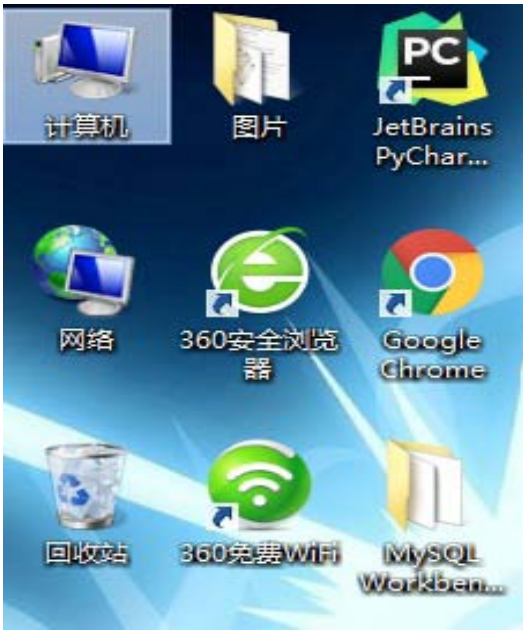 计算机
图片
PC
JetBrains
PyChar...
网络
360安全浏览
器
Google
Chrome
回收站
360免费WiFi
MySQL
Workben...